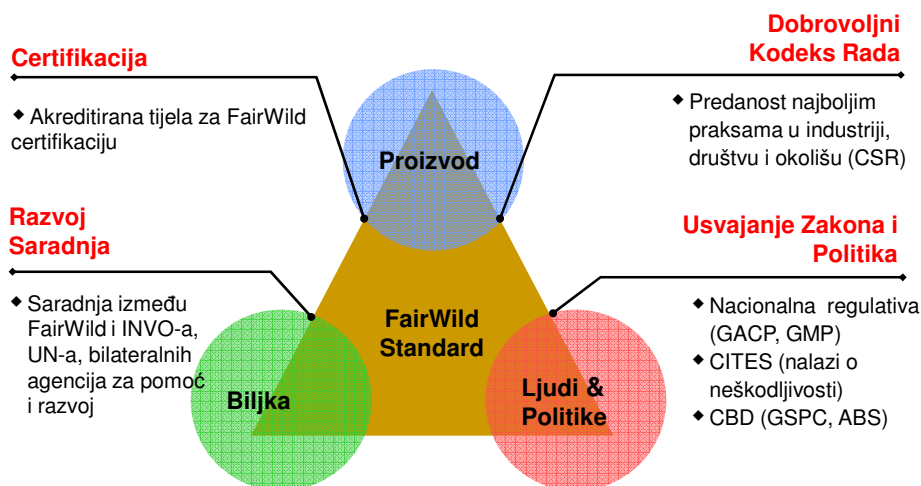 Certifikacija
◆ Akreditirana tijela za FairWild
certifikaciju
Dobrovoljni
Kodeks Rada
◆ Predanost najboljim
praksama u industriji,
društvu i okolišu (CSR)
Proizvod
Razvoj
Saradnja
◆ Saradnja između
FairWild i INVO-a,
UN-a, bilateralnih
agencija za pomoć
i razvoj
Usvajanje Zakona i
Politika
◆ Nacionalna regulativa
(GACP, GMP)
◆ CITES (nalazi o
neškodljivosti)
◆ CBD (GSPC, ABS)
FairWild
Standard
Biljka
Ljudi &
Politike